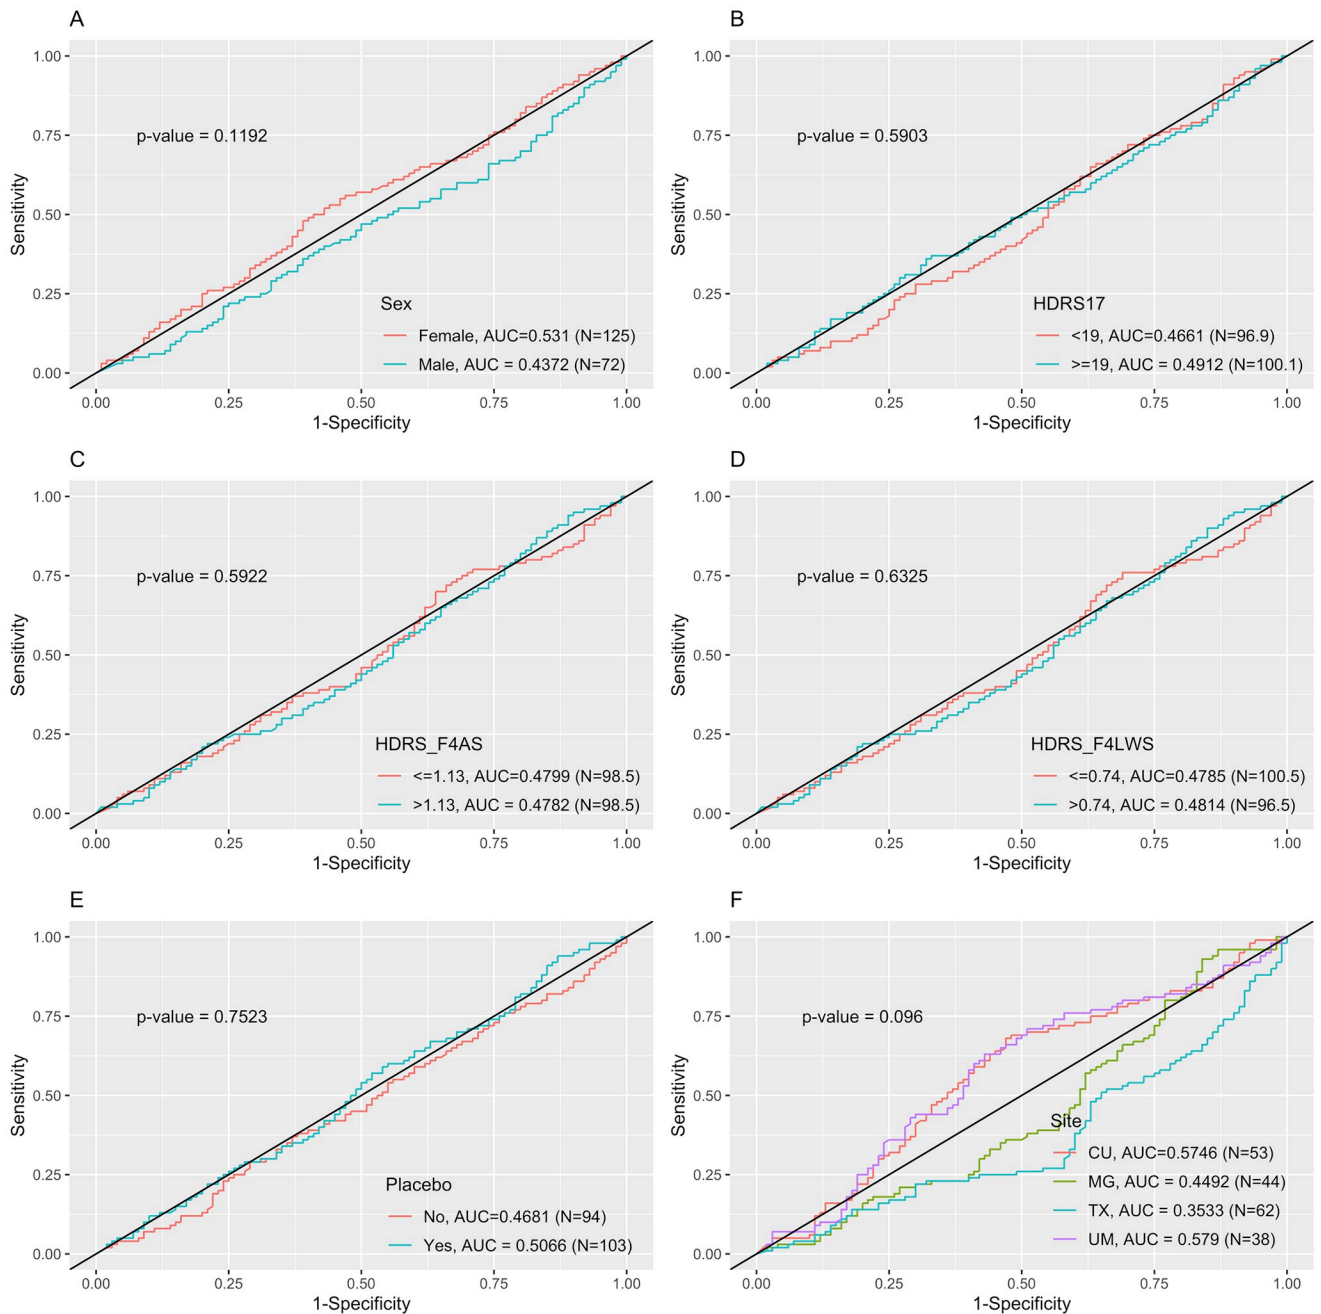 A
1.00
0.75
0.50
0.25
0.00
Sensitivity
p-value = 0.1192
Sex
Female, AUC=0.531 (N=125)
Male, AUC = 0.4372 (N=72)
0.00 0.25 0.50 0.75 1.00
1-Specificity
B
1.00
0.75
0.50
0.25
0.00
Sensitivity
p-value = 0.5903
HDRS17
<19, AUC=0.4661 (N=96.9)
>=19, AUC = 0.4912 (N=100.1)
0.00 0.25 0.50 0.75 1.00
1-Specificity
C
1.00
0.75
0.50
0.25
0.00
Sensitivity
p-value = 0.5922
HDRS_F4AS
<=1.13, AUC=0.4799 (N=98.5)
>1.13, AUC = 0.4782 (N=98.5)
0.00 0.25 0.50 0.75 1.00
1-Specificity
D
1.00
0.75
0.50
0.25
0.00
Sensitivity
p-value = 0.6325
HDRS_F4LWS
<=0.74, AUC=0.4785 (N=100.5)
>0.74, AUC = 0.4814 (N=96.5)
0.00 0.25 0.50 0.75 1.00
1-Specificity
E
1.00
0.75
0.50
0.25
0.00
Sensitivity
p-value = 0.7523
Placebo
No, AUC=0.4681 (N=94)
Yes, AUC = 0.5066 (N=103)
0.00 0.25 0.50 0.75 1.00
1-Specificity
F
1.00
0.75
0.50
0.25
0.00
Sensitivity
p-value = 0.096
Site
CU, AUC=0.5746 (N=53)
MG, AUC = 0.4492 (N=44)
TX, AUC = 0.3533 (N=62)
UM, AUC = 0.579 (N=38)
0.00 0.25 0.50 0.75 1.00
1-Specificity